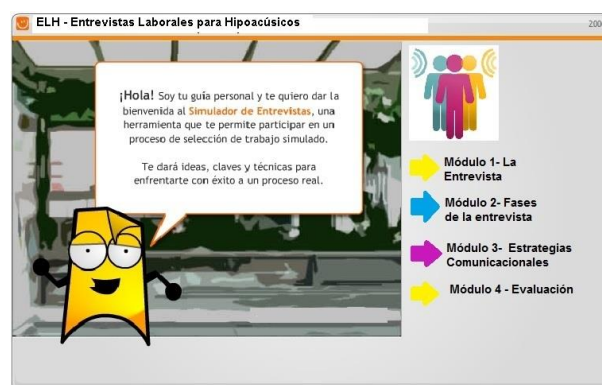 ELH - Entrevistas Laborales para Hipoacúsicos
200
¡Hola! Soy tu guía personal y te quiero dar la
bienvenida al Simulador de Entrevistas, una
herramienta que te permite participar en un
proceso de selección de trabajo simulado.
Te dará ideas, claves y técnicas para
enfrentarte con éxito a un proceso real.
Módulo 1- La
Entrevista
Módulo 2- Fases
de la entrevista
Módulo 3- Estrategias
Comunicacionales
Módulo 4 - Evaluación